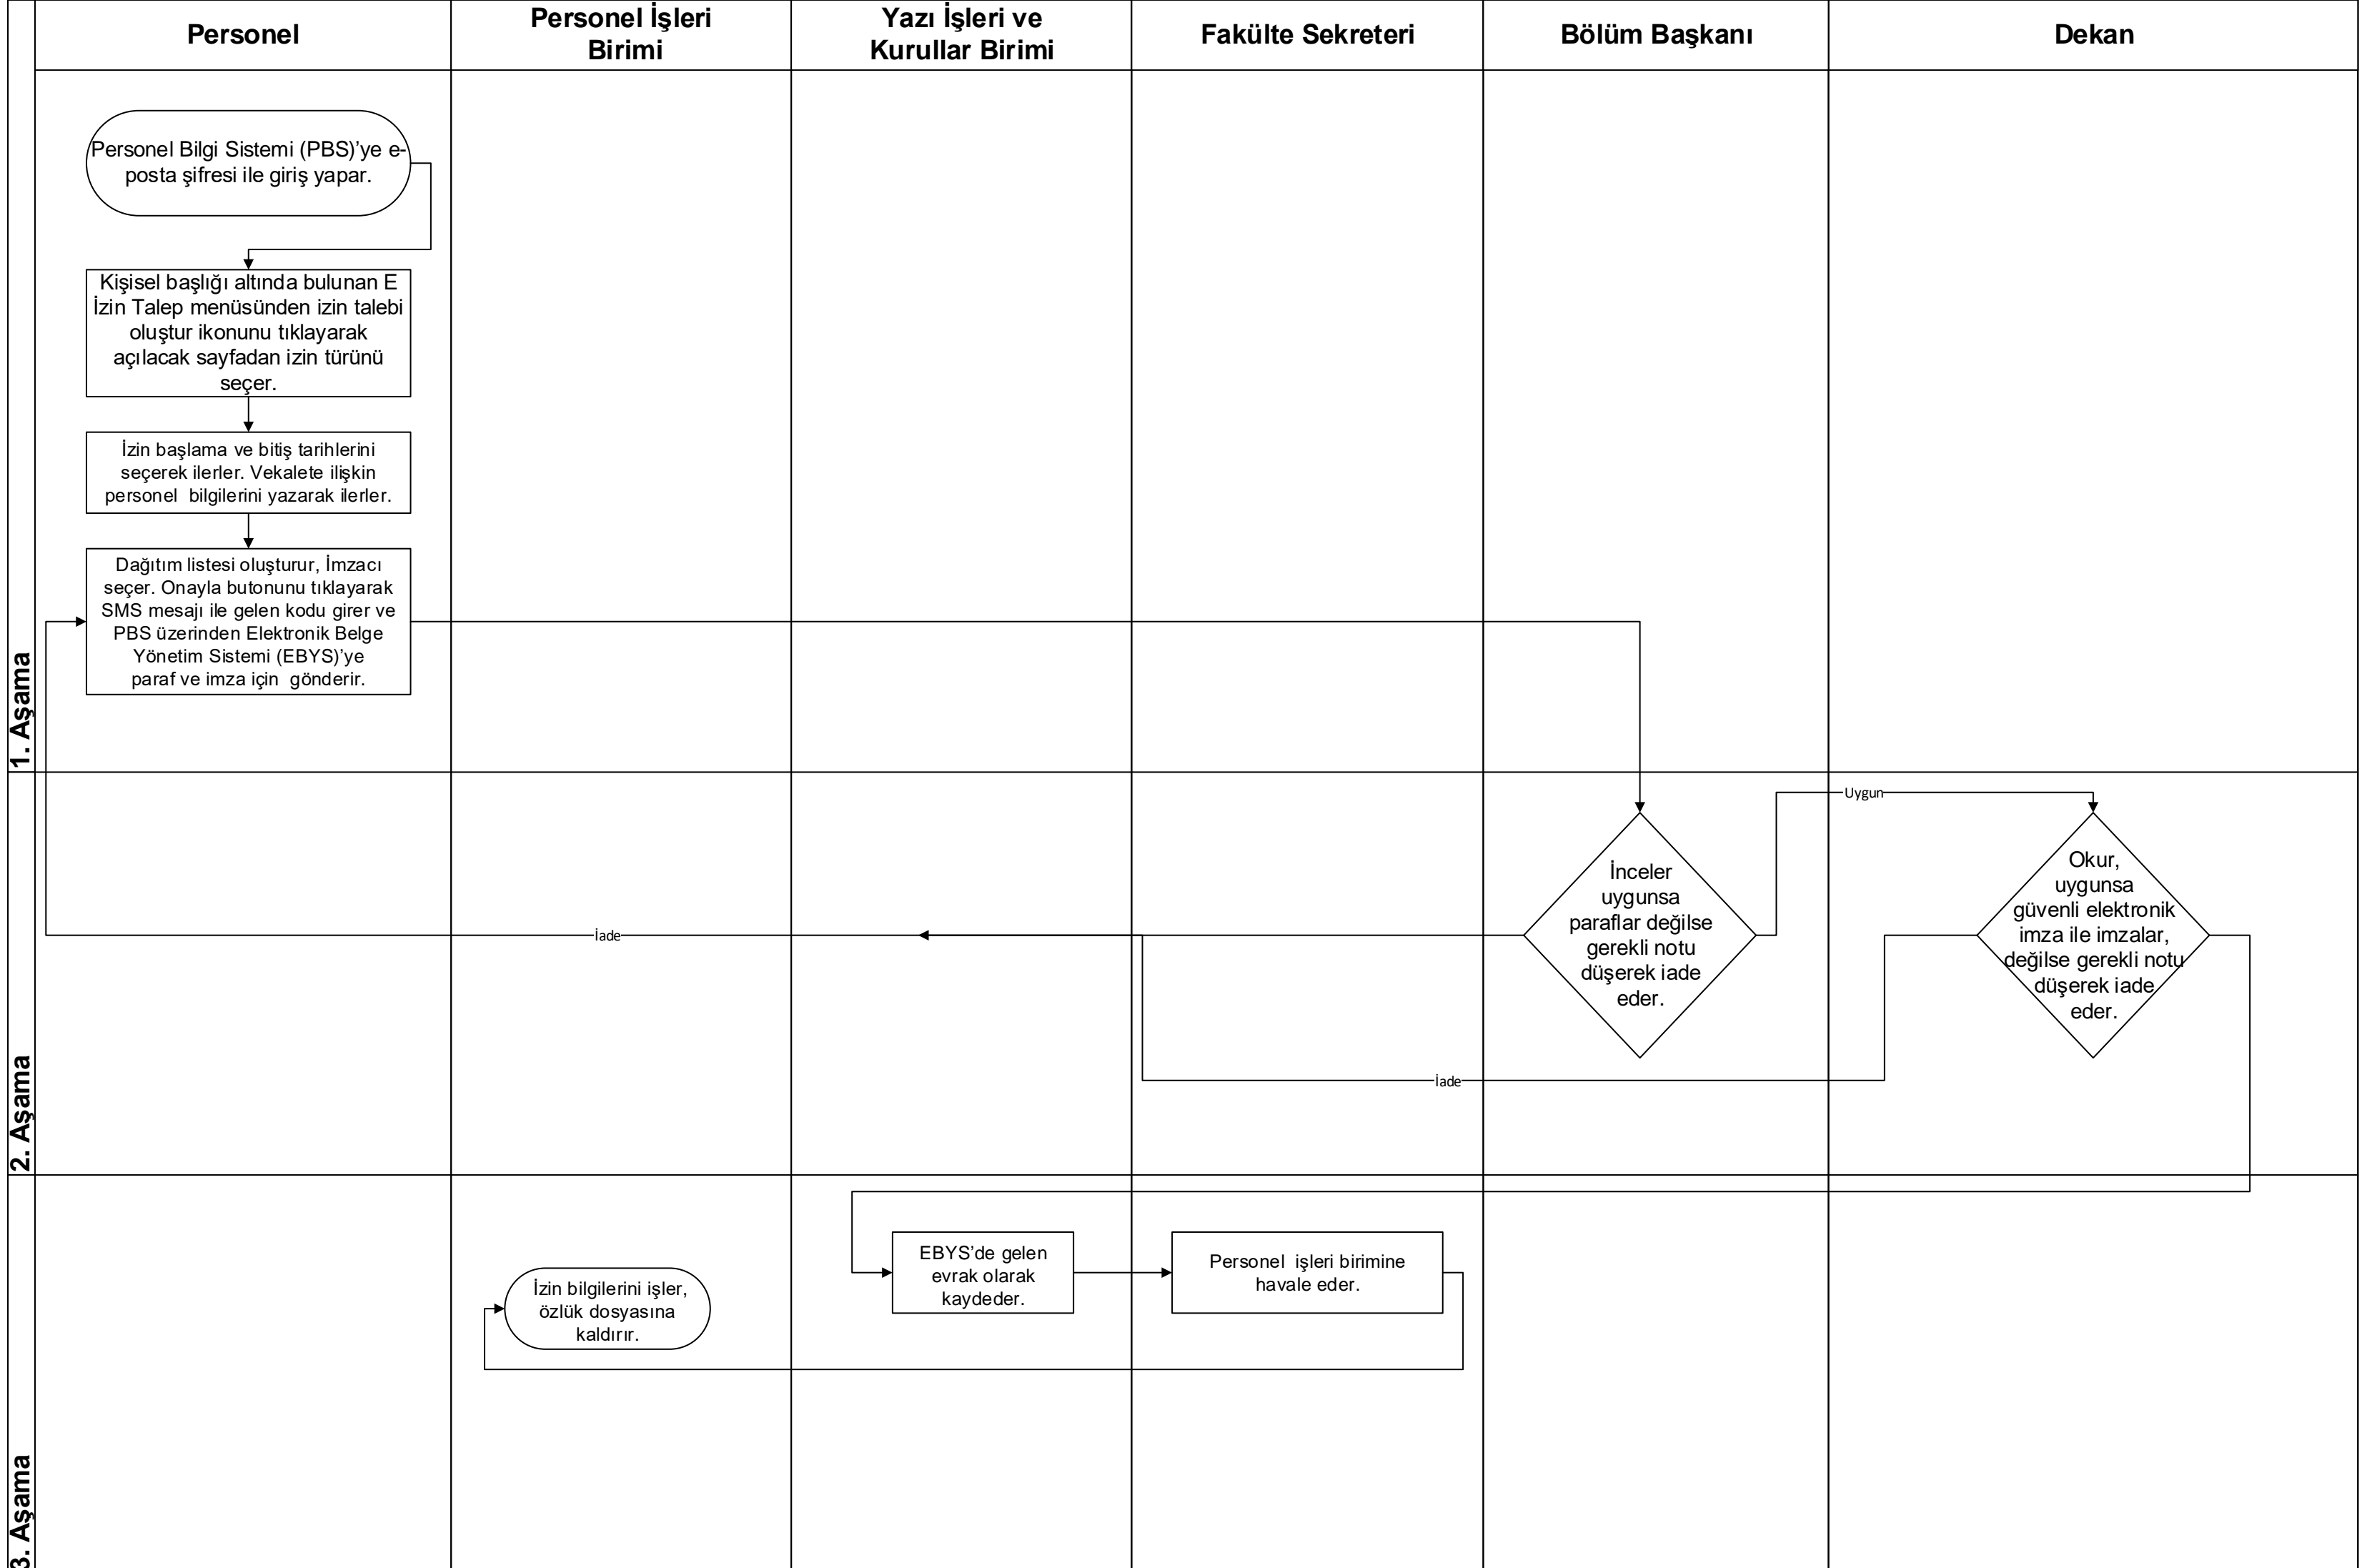 Personel
Personel İşleri
Birimi
Yazı İşleri ve
Kurullar Birimi
Fakülte Sekreteri
Bölüm Başkanı
Dekan
1. Aşama
Personel Bilgi Sistemi (PBS)’ye e-
posta şifresi ile giriş yapar.
Kişisel başlığı altında bulunan E
İzin Talep menüsünden izin talebi
oluştur ikonunu tıklayarak
açılacak sayfadan izin türünü
seçer.
İzin başlama ve bitiş tarihlerini
seçerek ilerler. Vekalete ilişkin
personel  bilgilerini yazarak ilerler.
Dağıtım listesi oluşturur, İmzacı
seçer. Onayla butonunu tıklayarak
SMS mesajı ile gelen kodu girer ve
PBS üzerinden Elektronik Belge
Yönetim Sistemi (EBYS)’ye
paraf ve imza için  gönderir.
2. Aşama
Uygun
İnceler
uygunsa
paraflar değilse
gerekli notu
düşerek iade
eder.
Okur,
uygunsa
güvenli elektronik
imza ile imzalar,
değilse gerekli notu
düşerek iade
eder.
İade
İade
3. Aşama
İzin bilgilerini işler,
özlük dosyasına
kaldırır.
EBYS’de gelen
evrak olarak
kaydeder.
Personel  işleri birimine
havale eder.